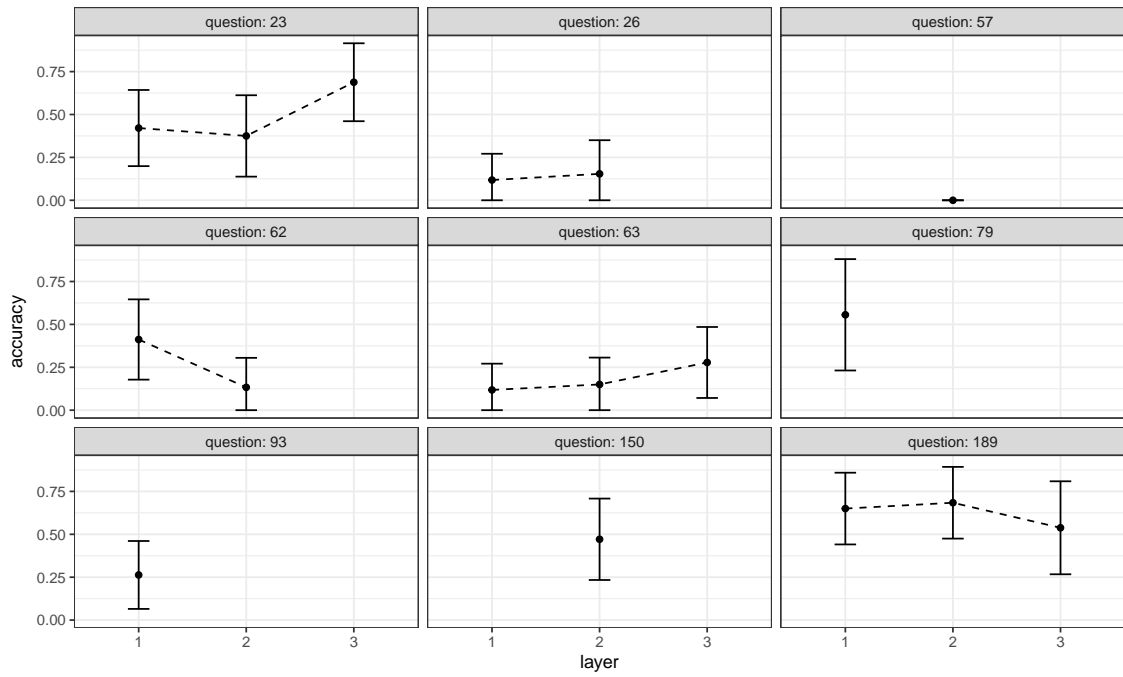 question: 23
question: 26
question: 57
0.75
0.50
0.25
0.00
question: 62
question: 63
question: 79
0.75
0.50
0.25
0.00
question: 93
question: 150
question: 189
0.75
0.50
0.25
0.00
1 2 3
1 2 3
1 2 3
accuracy
layer